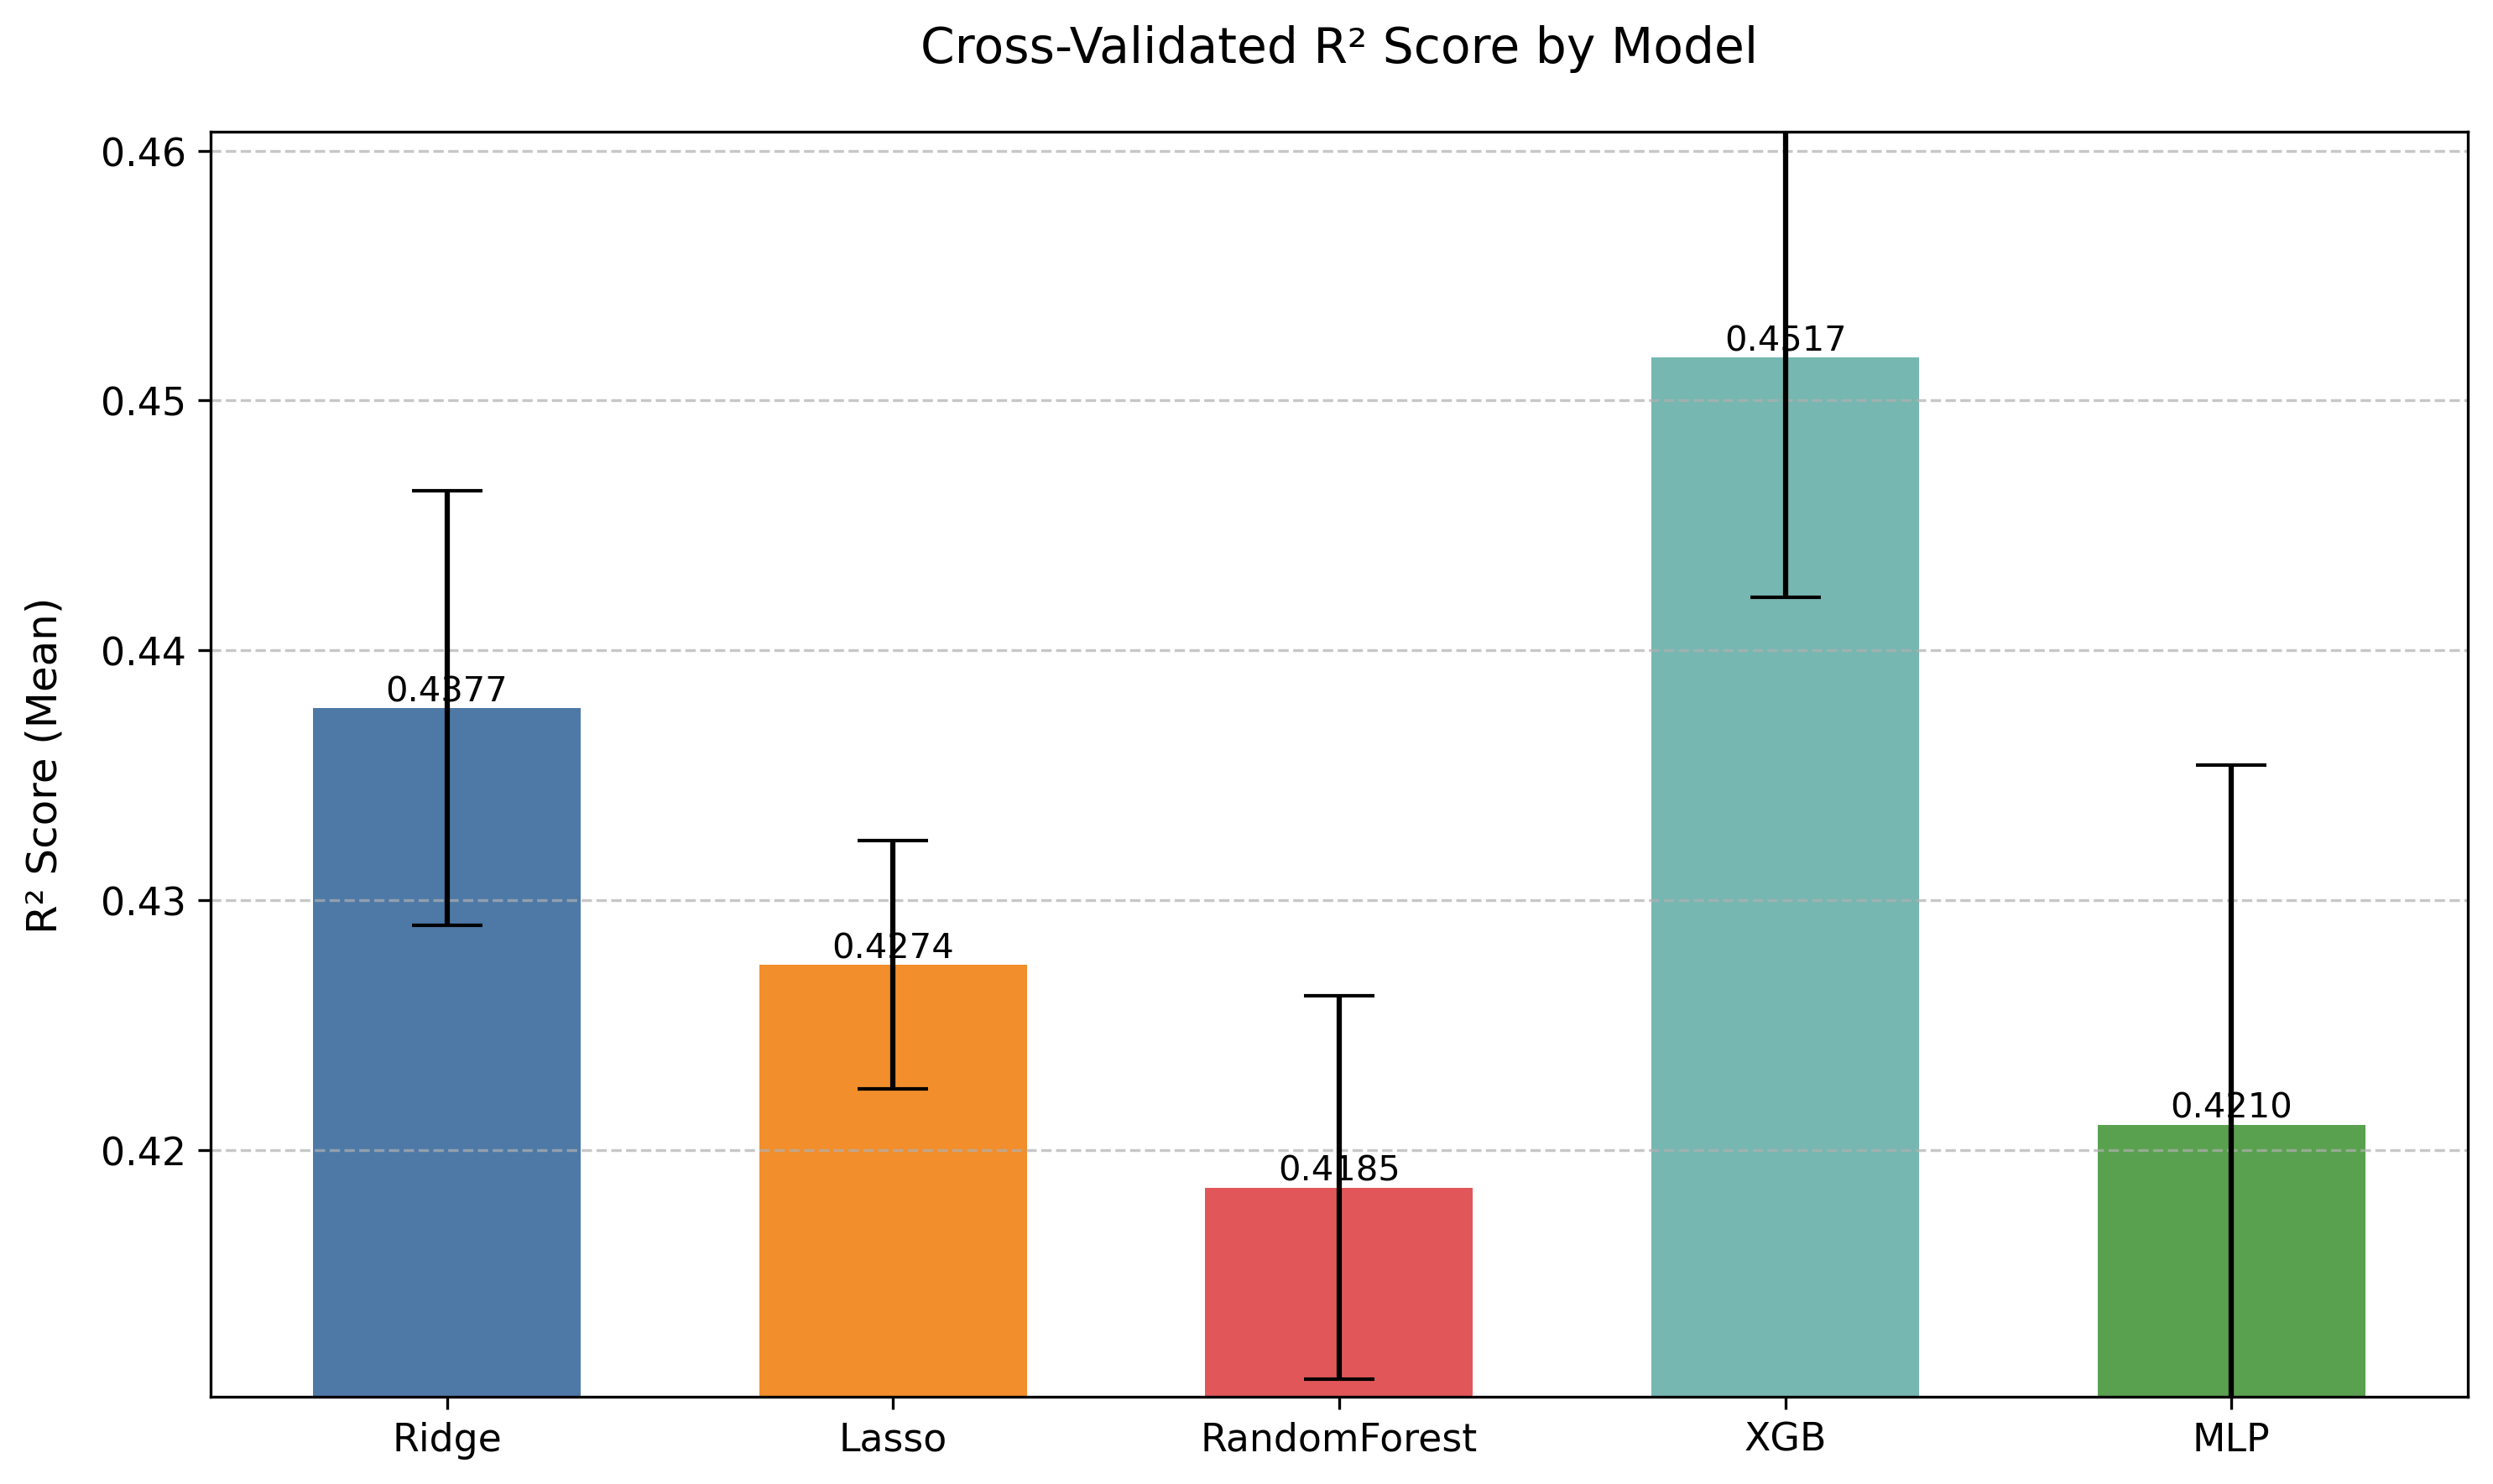 Cross-Validated R² Score by Model
R² Score (Mean)
0.46
0.45
0.44
0.43
0.42
0.4377
0.4274
0.4185
0.4517
0.4210
Ridge
Lasso
RandomForest
XGB
MLP